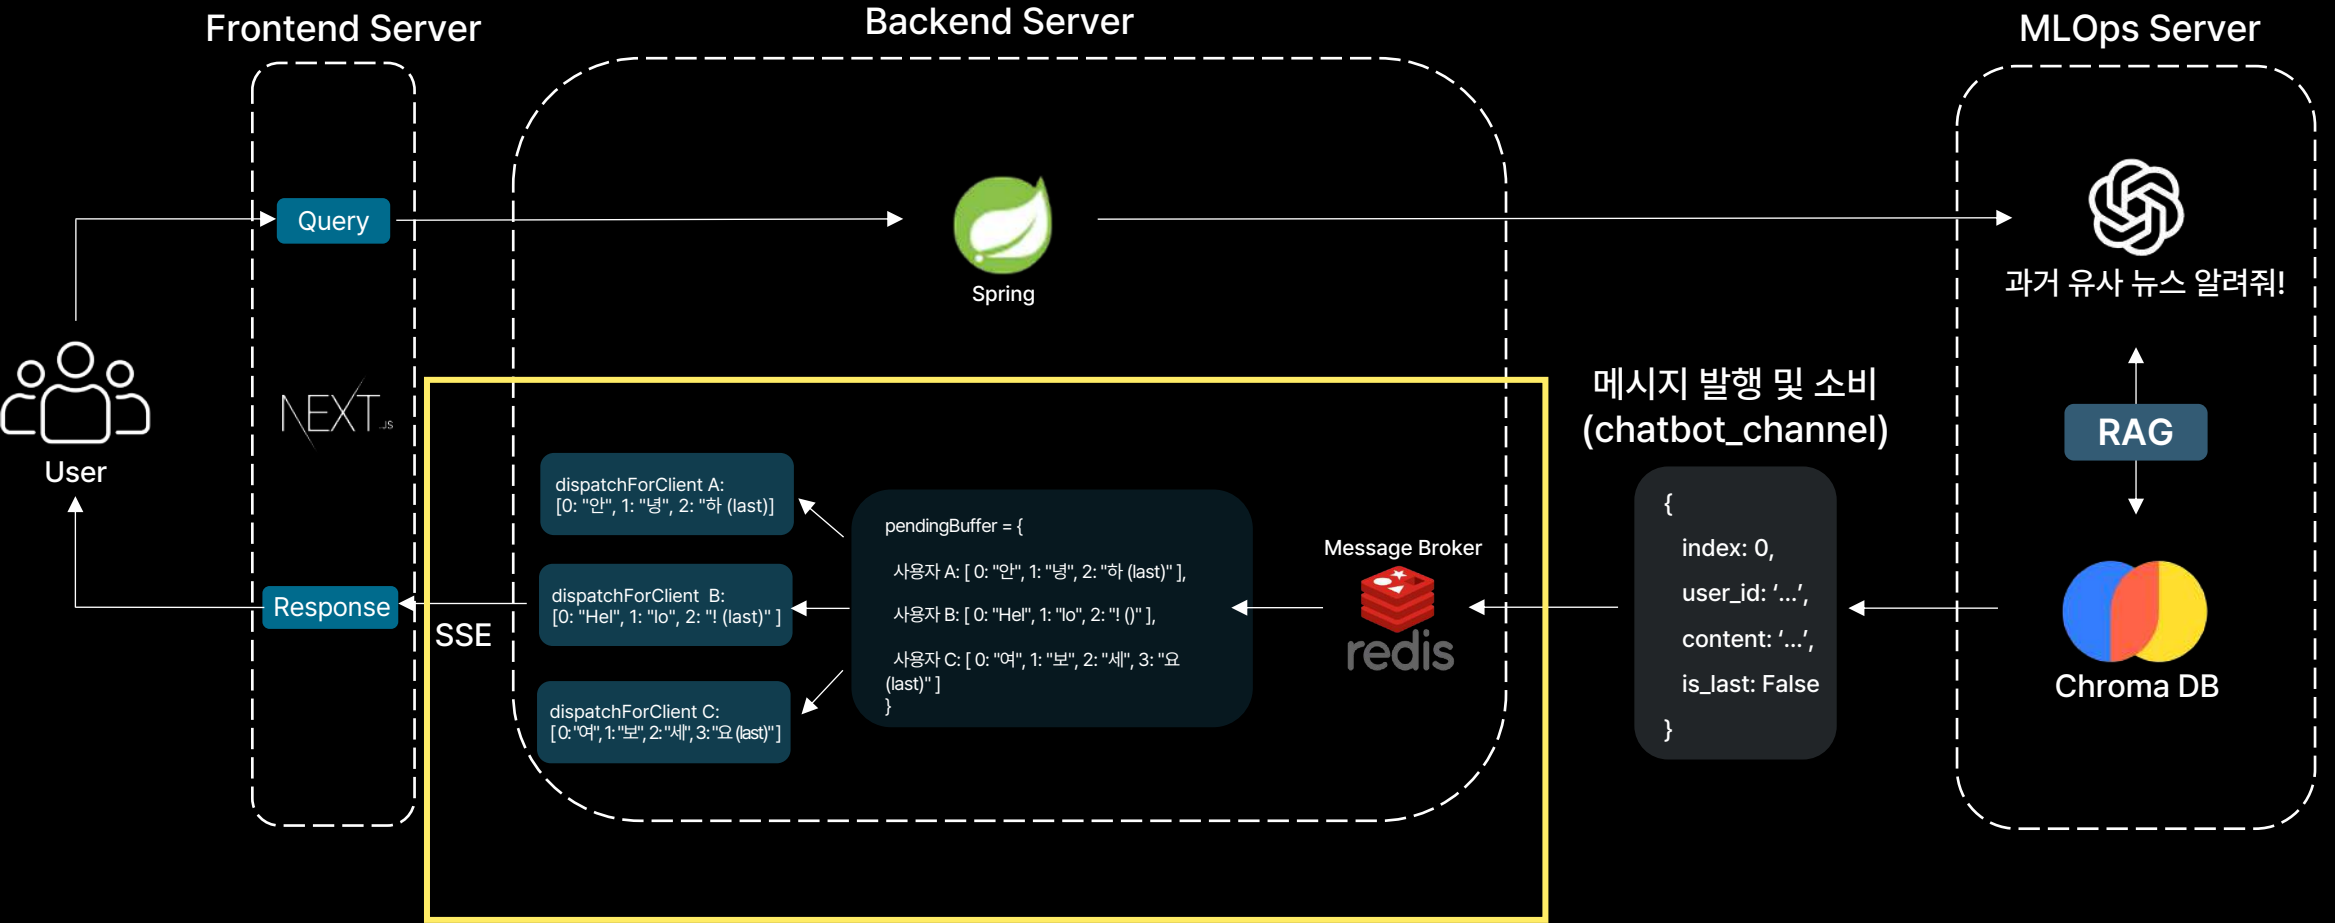 Frontend Server
Backend Server
MLOps Server
Query
Spring
과거 유사 뉴스 알려줘!
User
NEXT.JS
메시지 발행 및 소비
(chatbot_channel)
RAG
dispatchForClient A:
[0: "안", 1: "녕", 2: "하 (last)]
dispatchForClient  B:
[0: "Hel", 1: "lo", 2: "! (last)" ]
dispatchForClient C:
[ 0: "여", 1: "보", 2: "세", 3: "요 (last)" ]
pendingBuffer = {
사용자 A: [ 0: "안", 1: "녕", 2: "하 (last)" ],
사용자 B: [ 0: "Hel", 1: "lo", 2: "! ()" ],
사용자 C: [ 0: "여", 1: "보", 2: "세", 3: "요
(last)" ]
}
Message Broker
redis
{
index: 0,
user_id: ‘...’,
content: ‘...’,
is_last: False
}
Response
SSE
Chroma DB